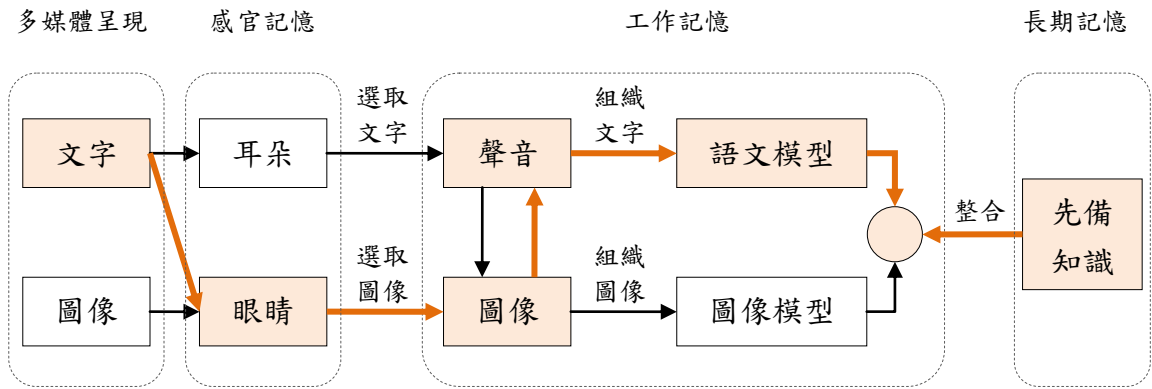 多媒體呈現
感官記憶
工作記憶
長期記憶
選取
文字
組織
文字
文字
耳朵
聲音
語文模型
整合
先備
知識
選取
圖像
組織
圖像
圖像
眼睛
圖像
圖像模型